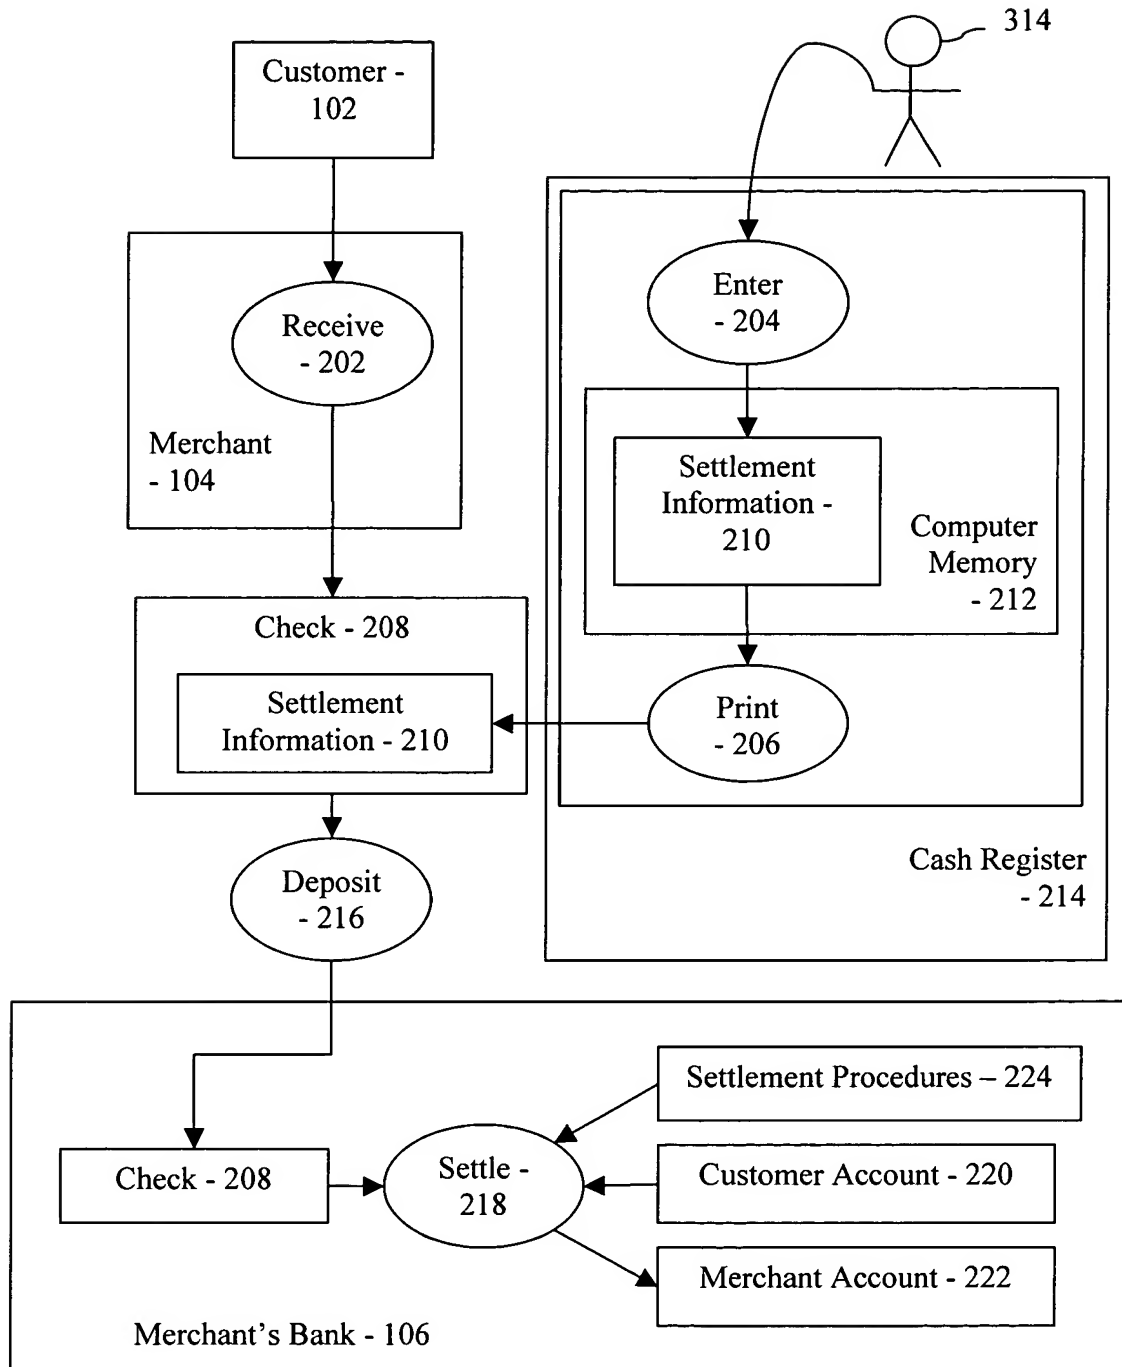 314
Customer -
102
Enter
- 204
Receive
- 202
Merchant
- 104
Settlement
Information -
210
Computer
Memory
- 212
Check - 208
Settlement
Information - 210
Print
- 206
Cash Register
- 214
Deposit
- 216
Settlement Procedures – 224
Check - 208
Settle -
218
Customer Account - 220
Merchant Account - 222
Merchant's Bank - 106